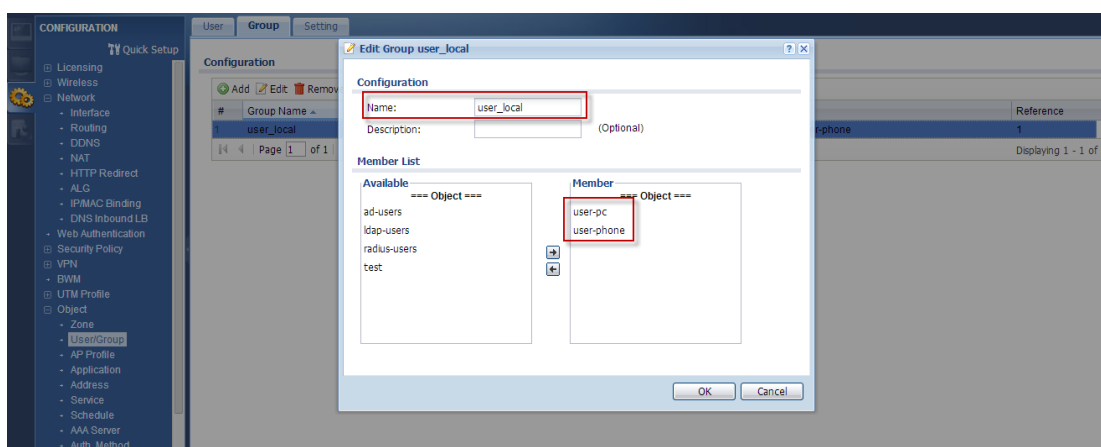 CONFIGURATION
Quick Setup
Licensing
Wireless
Network
Interface
Routing
DDNS
NAT
HTTP Redirect
ALG
IP/MAC Binding
DNS Inbound LB
Web Authentication
Security Policy
VPN
BWM
UTM Profile
Object
Zone
User/Group
AP Profile
Application
Address
Service
Schedule
AAA Server
Auth. Method
User Group Setting
Configuration
Add Edit Remov
# Group Name Reference
1 user_local r-phone 1
Page 1 of 1 Displaying 1 - 1 of
Edit Group user_local
Configuration
Name: user_local
Description: (Optional)
Member List
Available
=== Object ===
ad-users
ldap-users
radius-users
test
Member
=== Object ===
user-pc
user-phone
OK Cancel